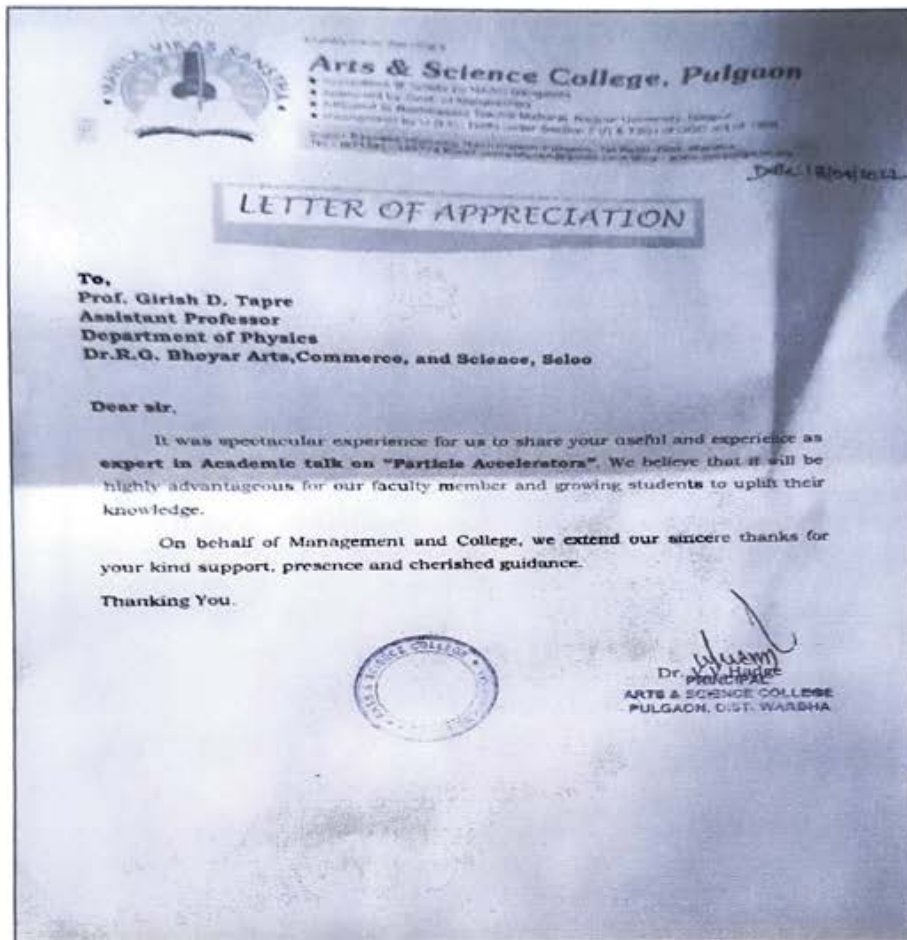 Arts & Science College, Pulgaon
LETTER OF APPRECIATION
To,
Prof. Girish D. Tapre
Assistant Professor
Department of Physics
Dr.R.G. Bhoyar Arts,Commerce, and Science, Seloo
Dear sir,
It was spectacular experience for us to share your useful and experience as
expert in Academic talk on "Particle Accelerators". We believe that it will be
highly advantageous for our faculty member and growing students to uplift their
knowledge.
On behalf of Management and College, we extend our sincere thanks for
your kind support, presence and cherished guidance.
Thanking You.
Dr. Hadge
PRINCIPAL
ARTS & SCIENCE COLLEGE
PULGAON, DIST. WARDHA